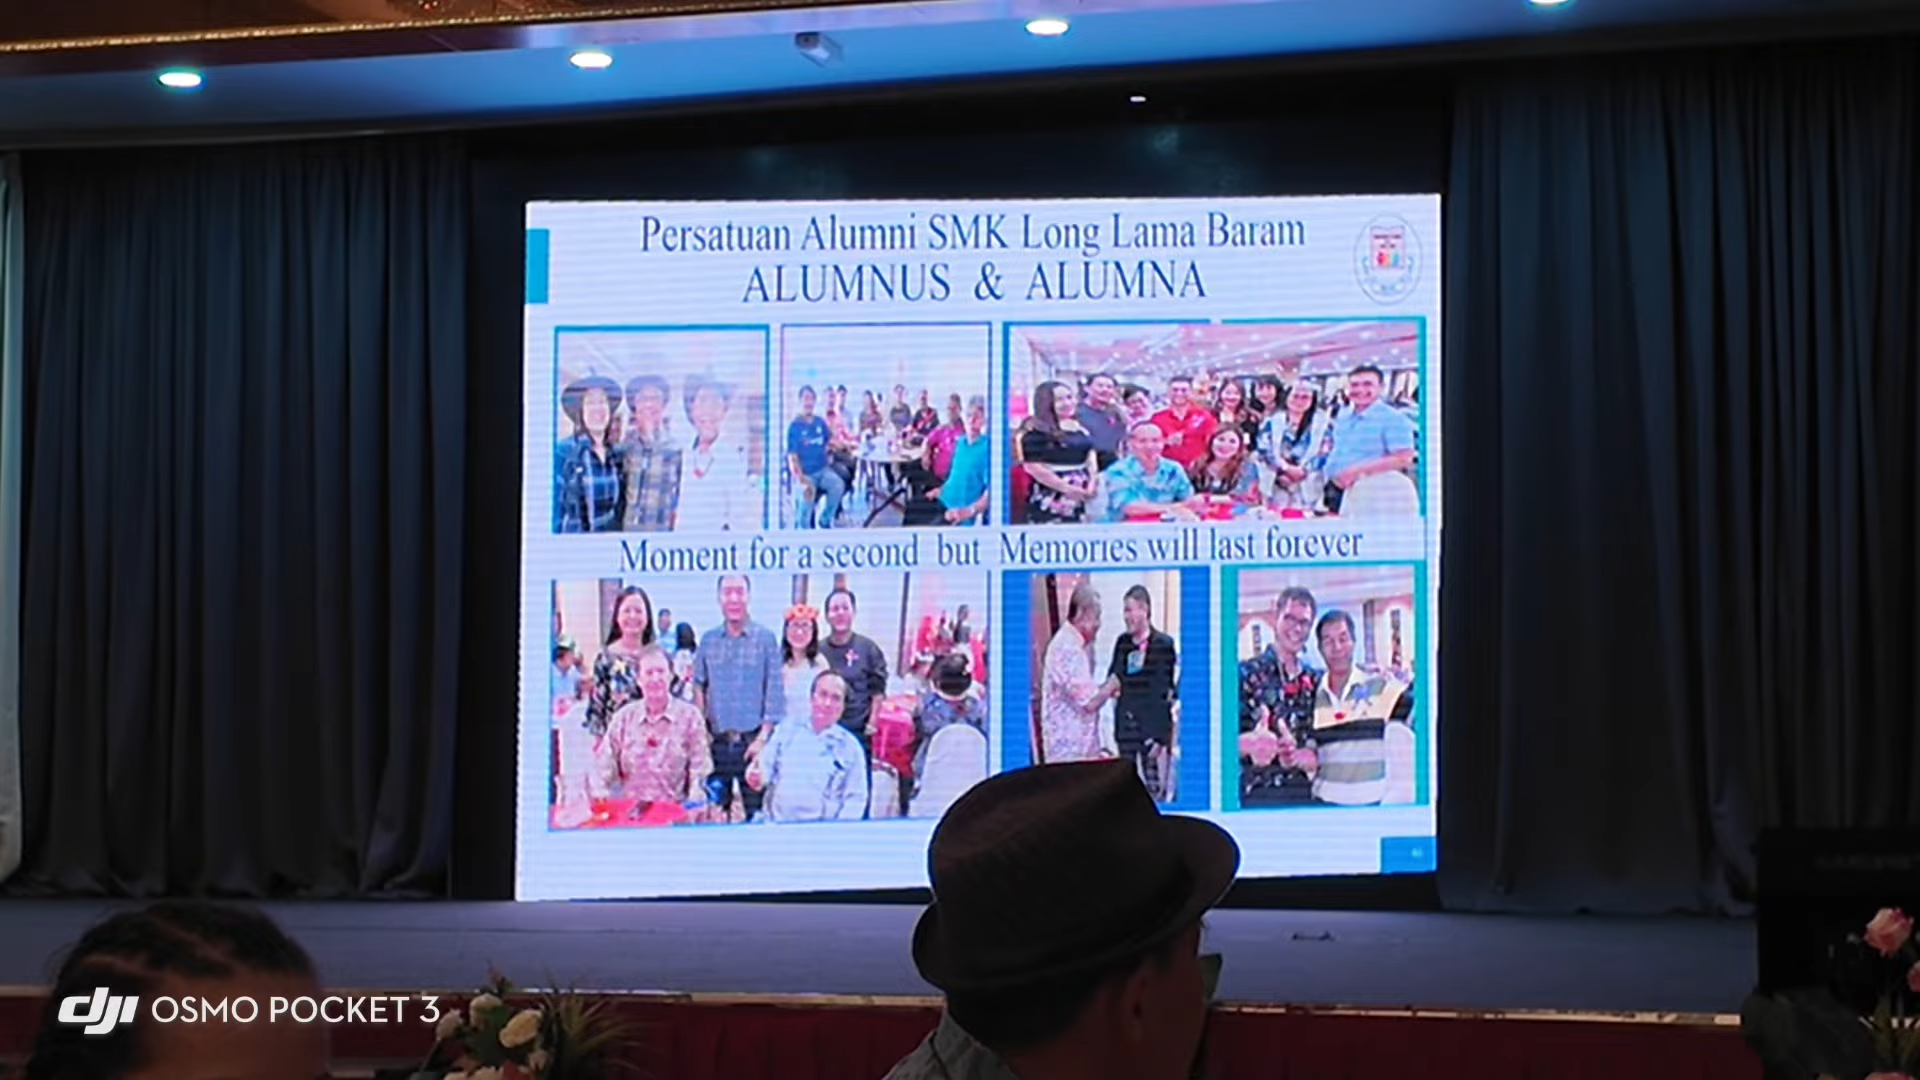 Persatuan Alumni SMK Long Lama Baram
ALUMNUS & ALUMNA
Moment for a second but Memories will last forever
dji OSMO POCKET 3